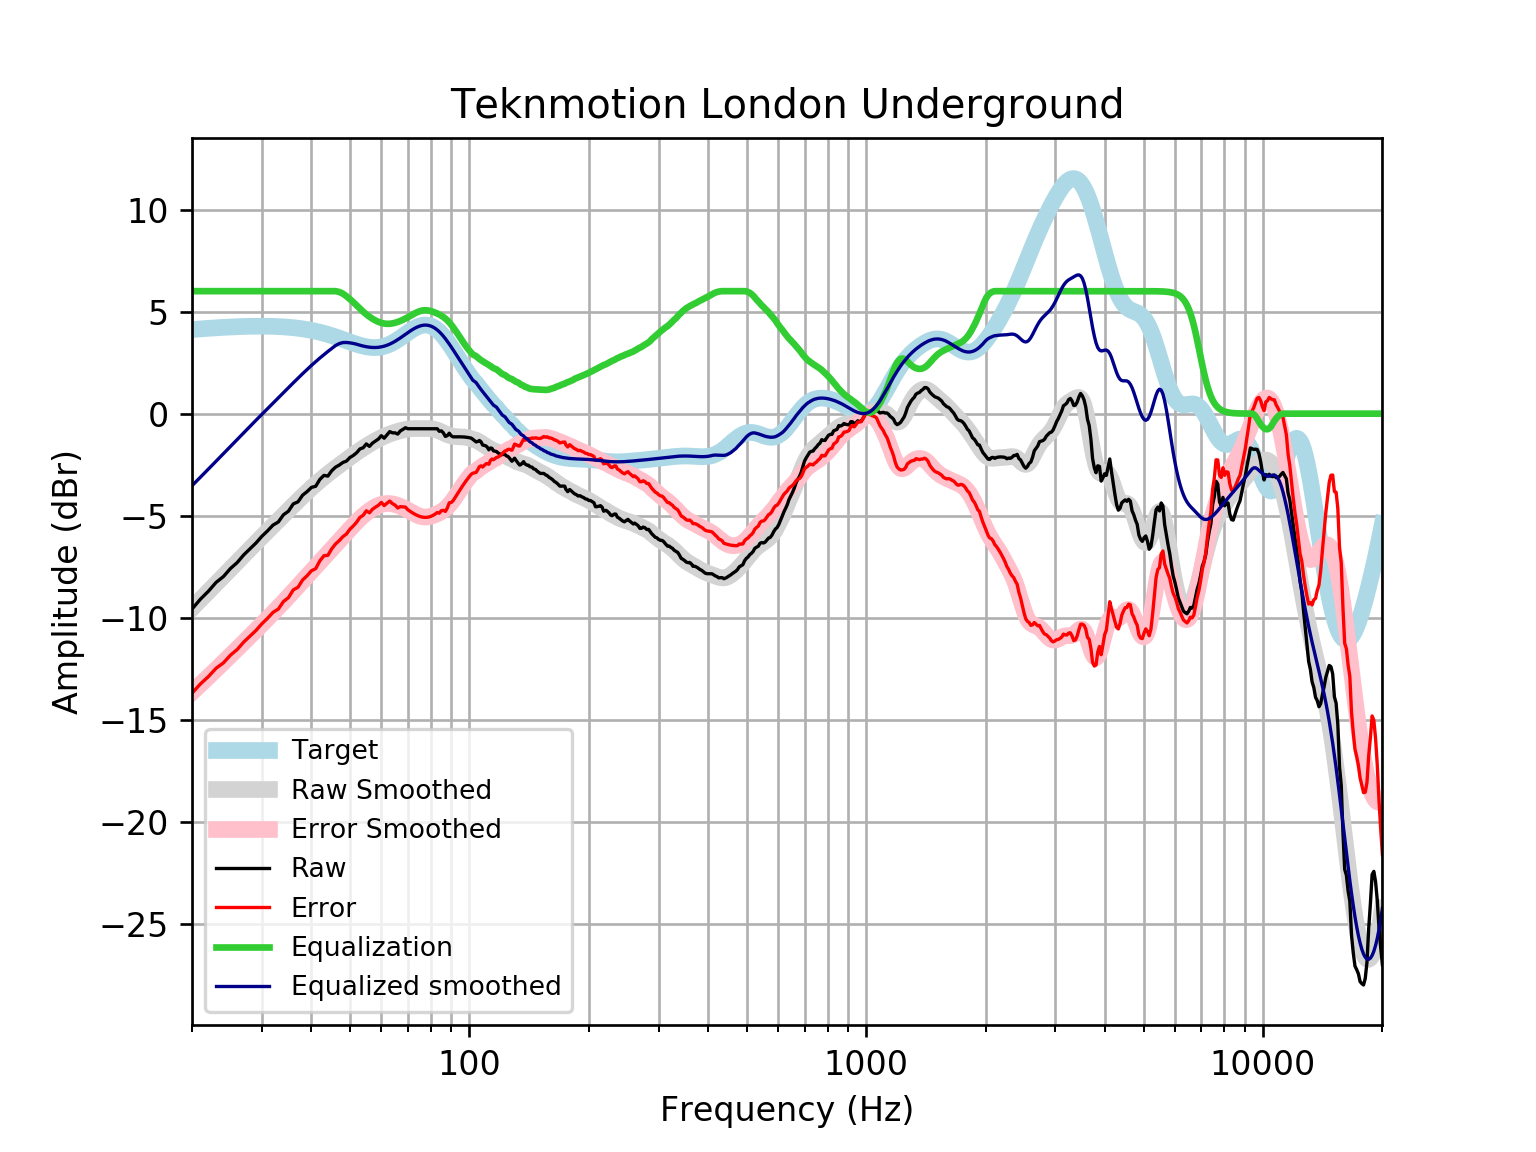 Teknmotion London Underground
Amplitude (dBr)
10
5
0
−5
−10
−15
−20
−25
Target
Raw Smoothed
Error Smoothed
Raw
Error
Equalization
Equalized smoothed
100
1000
10000
Frequency (Hz)